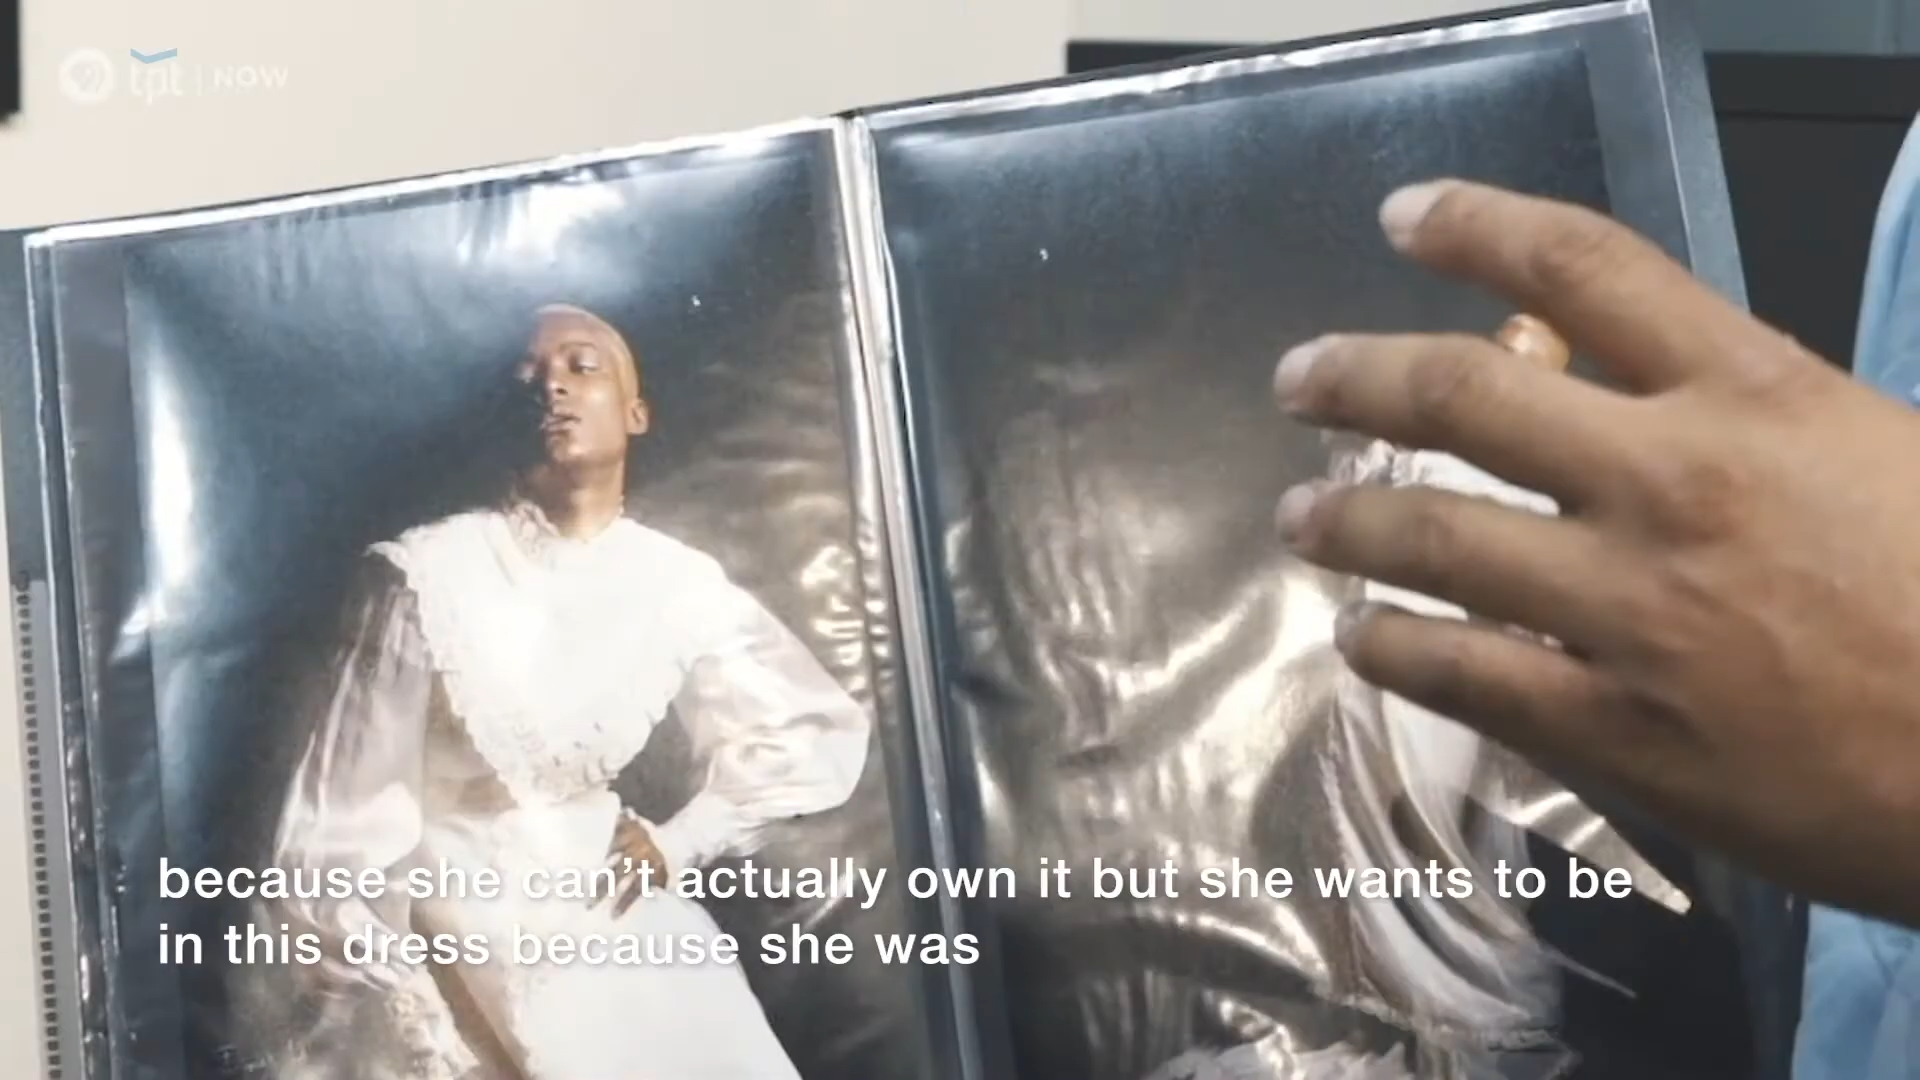 tpt | NOW
because she can't actually own it but she wants to be
in this dress because she was